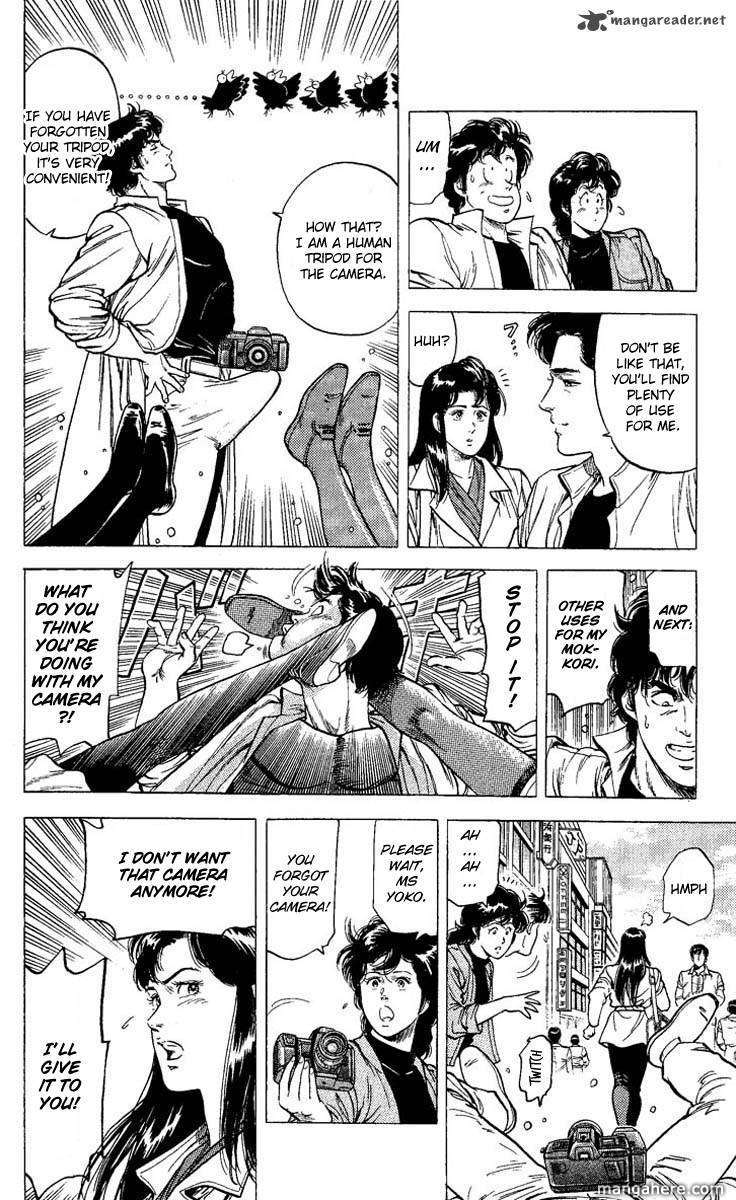 mangareader.net
UM
...
DON'T BE
LIKE THAT,
YOU'LL FIND
PLENTY
OF USE
FOR ME.
HUH?
HOW THAT?
I AM A HUMAN
TRIPOD FOR
THE CAMERA.
IF YOU HAVE
FORGOTTEN
YOUR TRIPOD,
IT'S VERY
CONVENIENT!
AND
NEXT:
OTHER
USES
FOR MY
MOK-
KORI.
STOP IT!
WHAT
DO YOU
THINK
YOU'RE
DOING
WITH MY
CAMERA
?!
HMPH
AH
...
AH
...
TWITCH
PLEASE
WAIT,
MS
YOKO.
YOU
FORGOT
YOUR
CAMERA!
I DON'T WANT
THAT CAMERA
ANYMORE!
I'LL
GIVE
IT TO
YOU!
mangahere.com